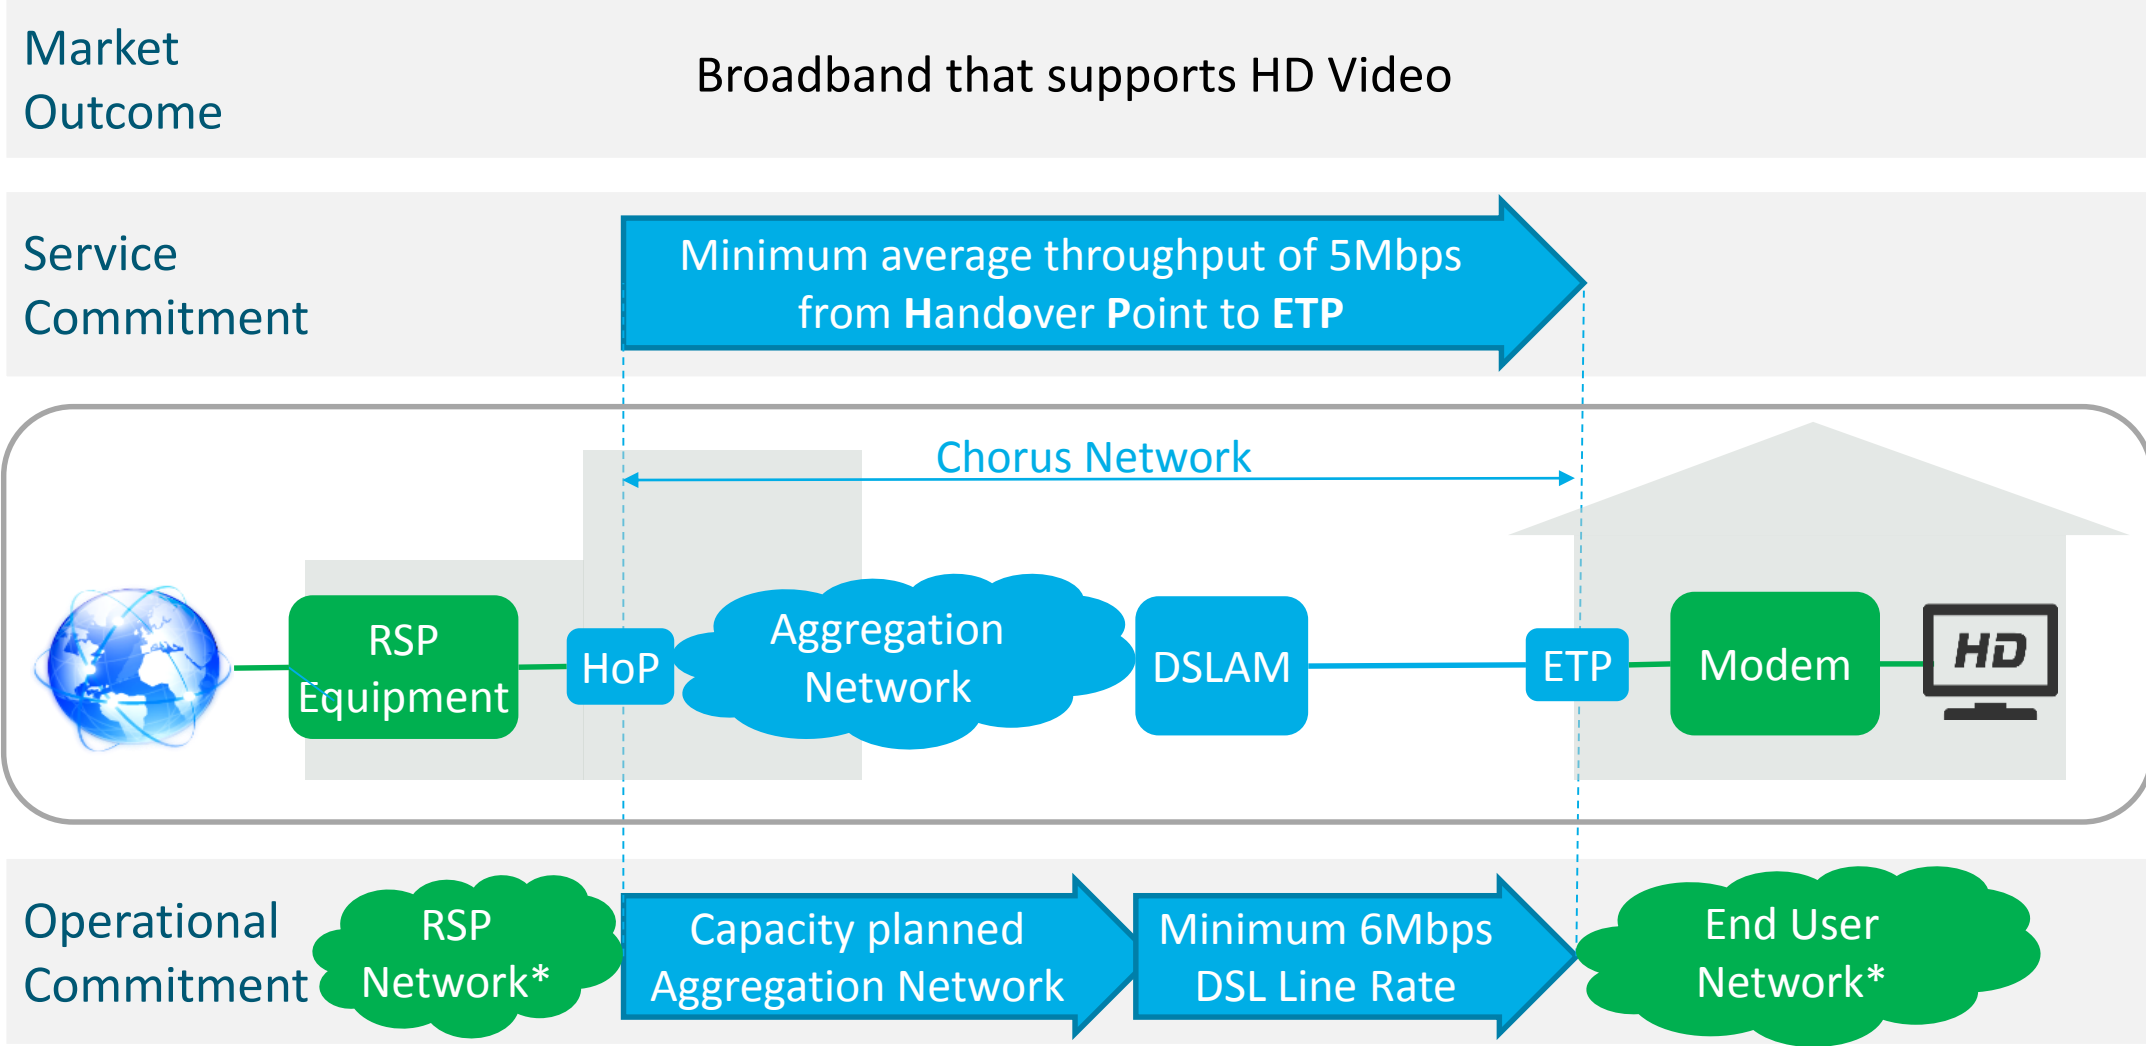 Market
Outcome
Broadband that supports HD Video
Service
Commitment
Minimum average throughput of 5Mbps
from Handover Point to ETP
Chorus Network
RSP
Equipment
HoP
Aggregation
Network
DSLAM
ETP
Modem
HD
Operational
Commitment
RSP
Network*
Capacity planned
Aggregation Network
Minimum 6Mbps
DSL Line Rate
End User
Network*